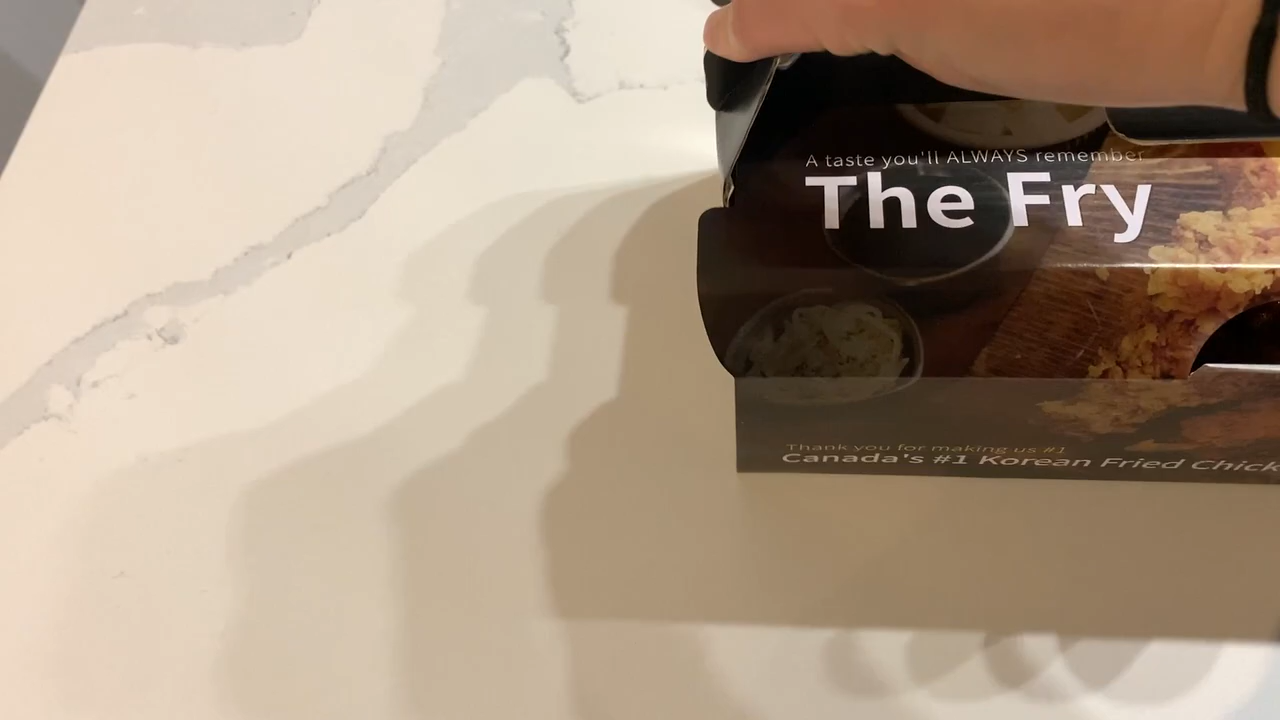 A taste you'll ALWAYS remember
The Fry
Thank you for making us #1
Canada's #1 Korean Fried Chick